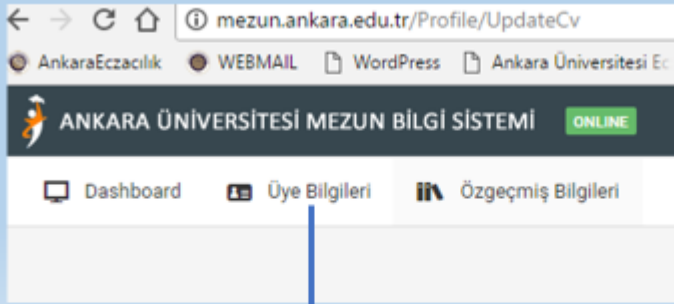 mezun.ankara.edu.tr/Profile/UpdateCv
AnkaraEczacılık WEBMAIL WordPress Ankara Üniversitesi Ec
ANKARA ÜNİVERSİTESİ MEZUN BİLGİ SİSTEMİ ONLINE
Dashboard Üye Bilgileri Özgeçmiş Bilgileri